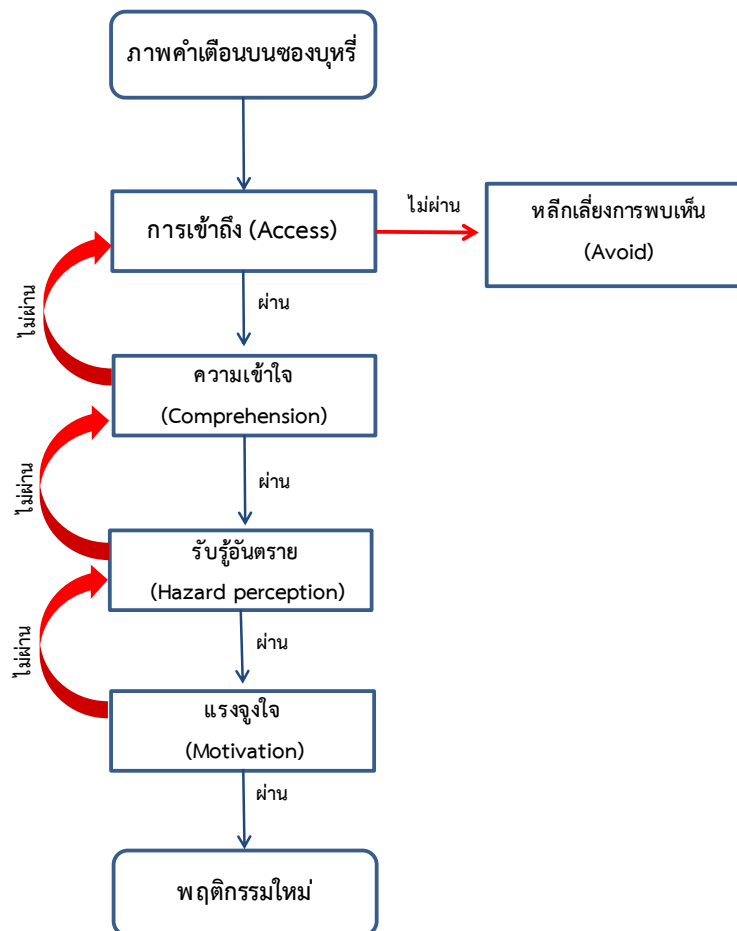 ภาพคำเตือนบนซองบุหรี่
การเข้าถึง (Access)
ไม่ผ่าน
หลีกเลี่ยงการพบเห็น
(Avoid)
ผ่าน
ไม่ผ่าน
ความเข้าใจ
(Comprehension)
ผ่าน
ไม่ผ่าน
รับรู้อันตราย
(Hazard perception)
ผ่าน
ไม่ผ่าน
แรงจูงใจ
(Motivation)
ผ่าน
พฤติกรรมใหม่